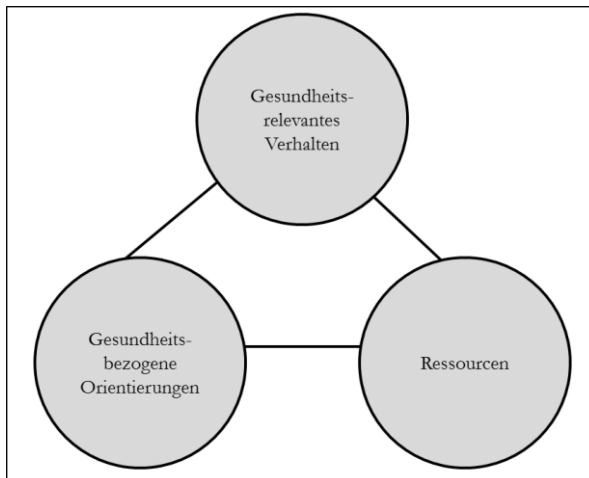 Gesundheits-
relevantes
Verhalten
Gesundheits-
bezogene
Orientierungen
Ressourcen